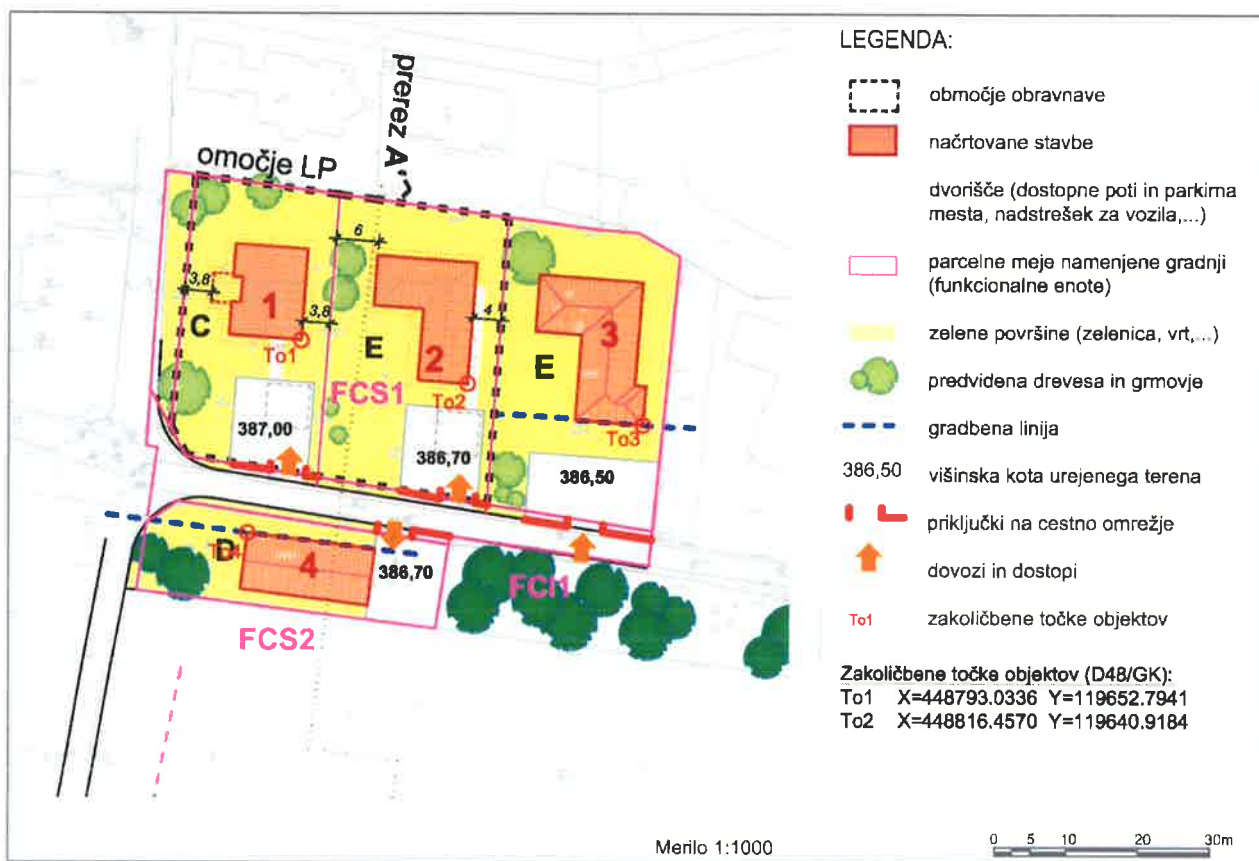 prerez A'
omočje LP
6
3,8
1
3,8
C
4
3
E
To1
2
E
FCS1
To2
To3
387,00
386,70
386,50
D
4
386,70
FCI1
FCS2
LEGENDA:
območje obravnave
načrtovane stavbe
dvorišče (dostopne poti in parkirna
mesta, nadstrešek za vozila,...)
parcelne meje namenjene gradnji
(funkcionalne enote)
zelene površine (zelenica, vrt,...)
predvidena drevesa in grmovje
gradbena linija
386,50 višinska kota urejenega terena
priključki na cestno omrežje
dovozi in dostopi
To1 zakoličbene točke objektov
Zakoličbene točke objektov (D48/GK):
To1 X=448793.0336 Y=119652.7941
To2 X=448816.4570 Y=119640.9184
Merilo 1:1000
0 5 10 20 30m